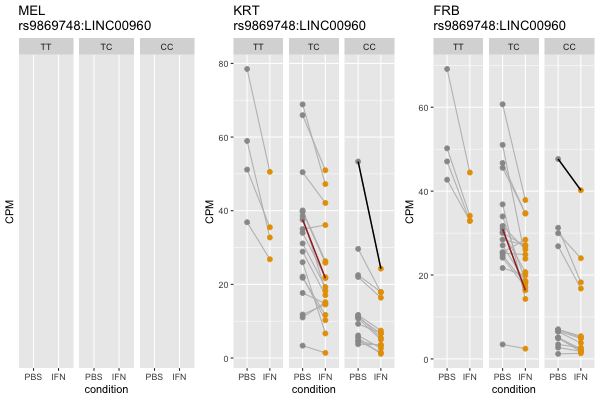 MEL
rs9869748:LINC00960
TT TC CC
CPM
PBS IFN PBS IFN PBS IFN
condition
KRT
rs9869748:LINC00960
TT TC CC
80
60
40
20
0
CPM
PBS IFN PBS IFN PBS IFN
condition
FRB
rs9869748:LINC00960
TT TC CC
60
40
20
0
CPM
PBS IFN PBS IFN PBS IFN
condition